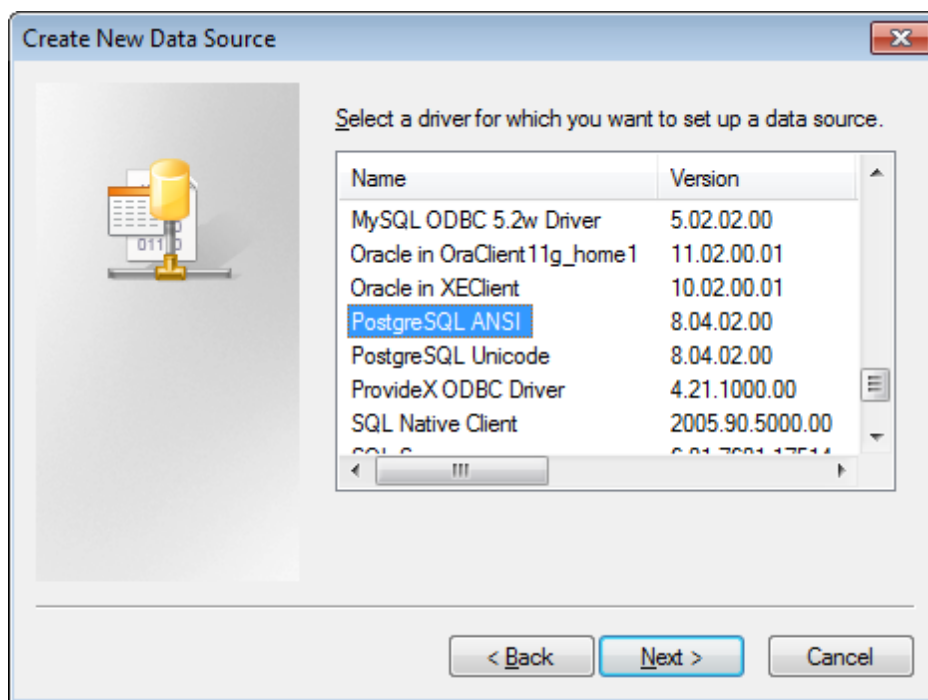 Create New Data Source
Select a driver for which you want to set up a data source.
Name Version
MySQL ODBC 5.2w Driver 5.02.02.00
Oracle in OraClient11g_home1 11.02.00.01
Oracle in XEClient 10.02.00.01
PostgreSQL ANSI 8.04.02.00
PostgreSQL Unicode 8.04.02.00
ProvideX ODBC Driver 4.21.1000.00
SQL Native Client 2005.90.5000.00
< Back Next > Cancel